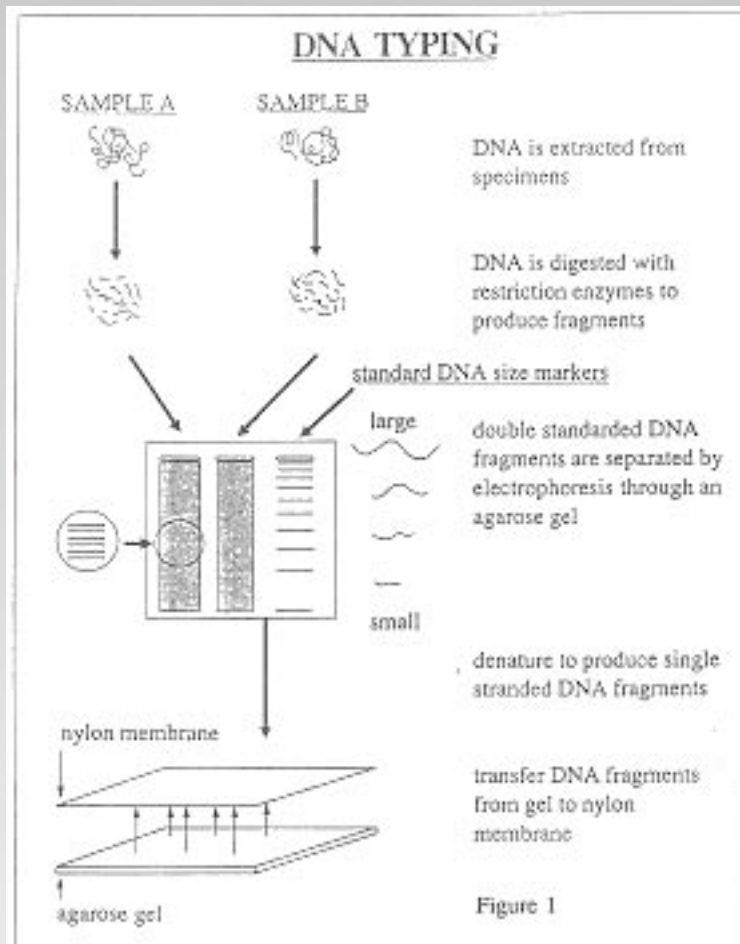 DNA TYPING
SAMPLE A
SAMPLE B
DNA is extracted from
specimens
DNA is digested with
restriction enzymes to
produce fragments
standard DNA size markers
large
double standarded DNA
fragments are separated by
electrophoresis through an
agarose gel
small
denature to produce single
stranded DNA fragments
nylon membrane
transfer DNA fragments
from gel to nylon
membrane
agarose gel
Figure 1